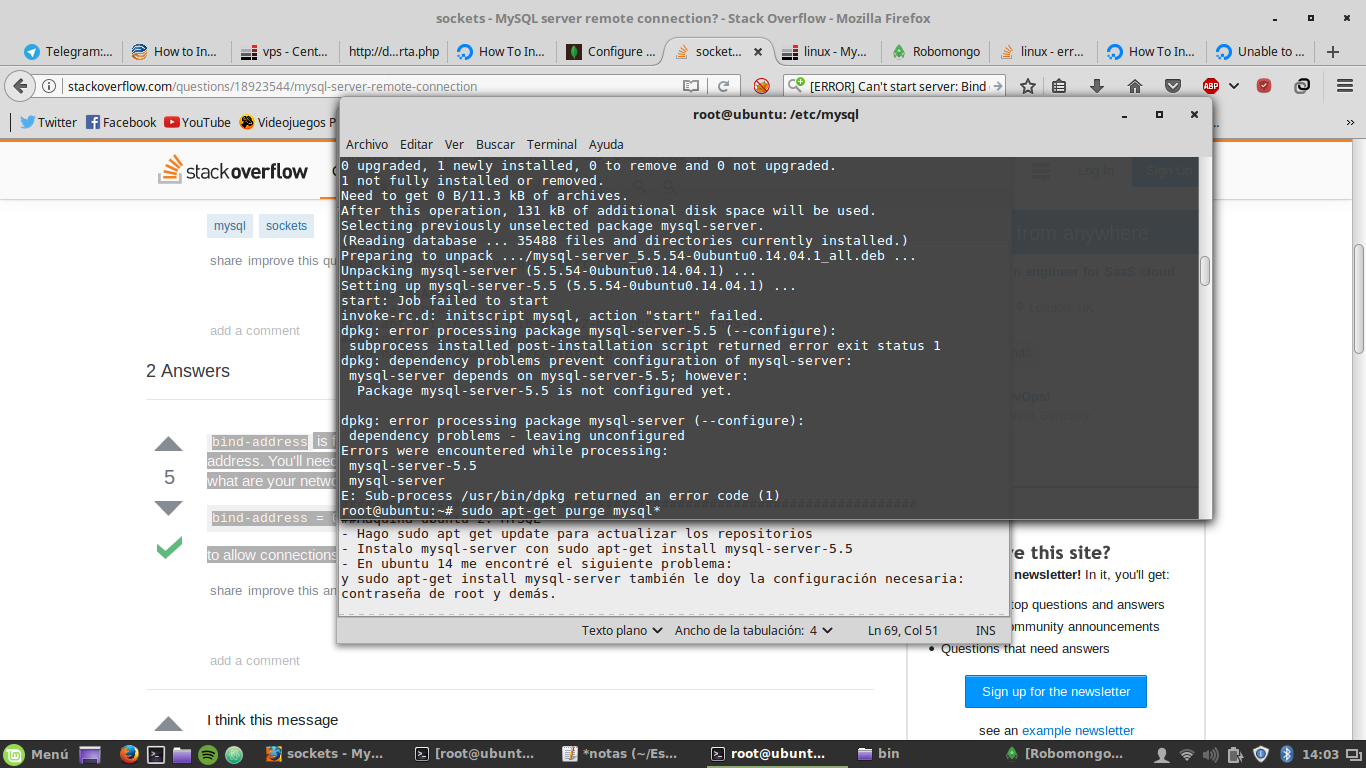 sockets - MySQL server remote connection? - Stack Overflow - Mozilla Firefox
Telegram:...
How to In...
vps - Cent...
http://d...rta.php
How To In...
Configure ...
socket...
linux - My...
Robomongo
linux - err...
How To In...
Unable to ...
stackoverflow.com/questions/18923544/mysql-server-remote-connection
[ERROR] Can't start server: Bind
ABP
Twitter
Facebook
YouTube
Videojuegos P
root@ubuntu: /etc/mysql
Archivo Editar Ver Buscar Terminal Ayuda
stackoverflow
Log In
Sign Up
mysql
sockets
share improve this qu
add a comment
2 Answers
5
bind-address is f
address. You'll need
what are your netwo
bind-address = 0
to allow connections
share improve this an
add a comment
I think this message
0 upgraded, 1 newly installed, 0 to remove and 0 not upgraded.
1 not fully installed or removed.
Need to get 0 B/11.3 kB of archives.
After this operation, 131 kB of additional disk space will be used.
Selecting previously unselected package mysql-server.
(Reading database ... 35488 files and directories currently installed.)
Preparing to unpack .../mysql-server_5.5.54-0ubuntu0.14.04.1_all.deb ...
Unpacking mysql-server (5.5.54-0ubuntu0.14.04.1) ...
Setting up mysql-server-5.5 (5.5.54-0ubuntu0.14.04.1) ...
start: Job failed to start
invoke-rc.d: initscript mysql, action "start" failed.
dpkg: error processing package mysql-server-5.5 (--configure):
subprocess installed post-installation script returned error exit status 1
dpkg: dependency problems prevent configuration of mysql-server:
mysql-server depends on mysql-server-5.5; however:
Package mysql-server-5.5 is not configured yet.
dpkg: error processing package mysql-server (--configure):
dependency problems - leaving unconfigured
Errors were encountered while processing:
mysql-server-5.5
mysql-server
E: Sub-process /usr/bin/dpkg returned an error code (1)
root@ubuntu:~# sudo apt-get purge mysql*
from anywhere
engineer for SaaS cloud
##Maquina ubuntu 2: MYSQL
- Hago sudo apt get update para actualizar los repositorios
- Instalo mysql-server con sudo apt-get install mysql-server-5.5
- En ubuntu 14 me encontré el siguiente problema:
y sudo apt-get install mysql-server también le doy la configuración necesaria:
contraseña de root y demás.
Texto plano
Ancho de la tabulación: 4
Ln 69, Col 51
INS
e this site?
newsletter! In it, you'll get:
top questions and answers
mmunity announcements
• Questions that need answers
Sign up for the newsletter
see an example newsletter
Menú
sockets - My...
[root@ubunt...
*notas (~/Es...
root@ubunt...
bin
[Robomongo...
14:03